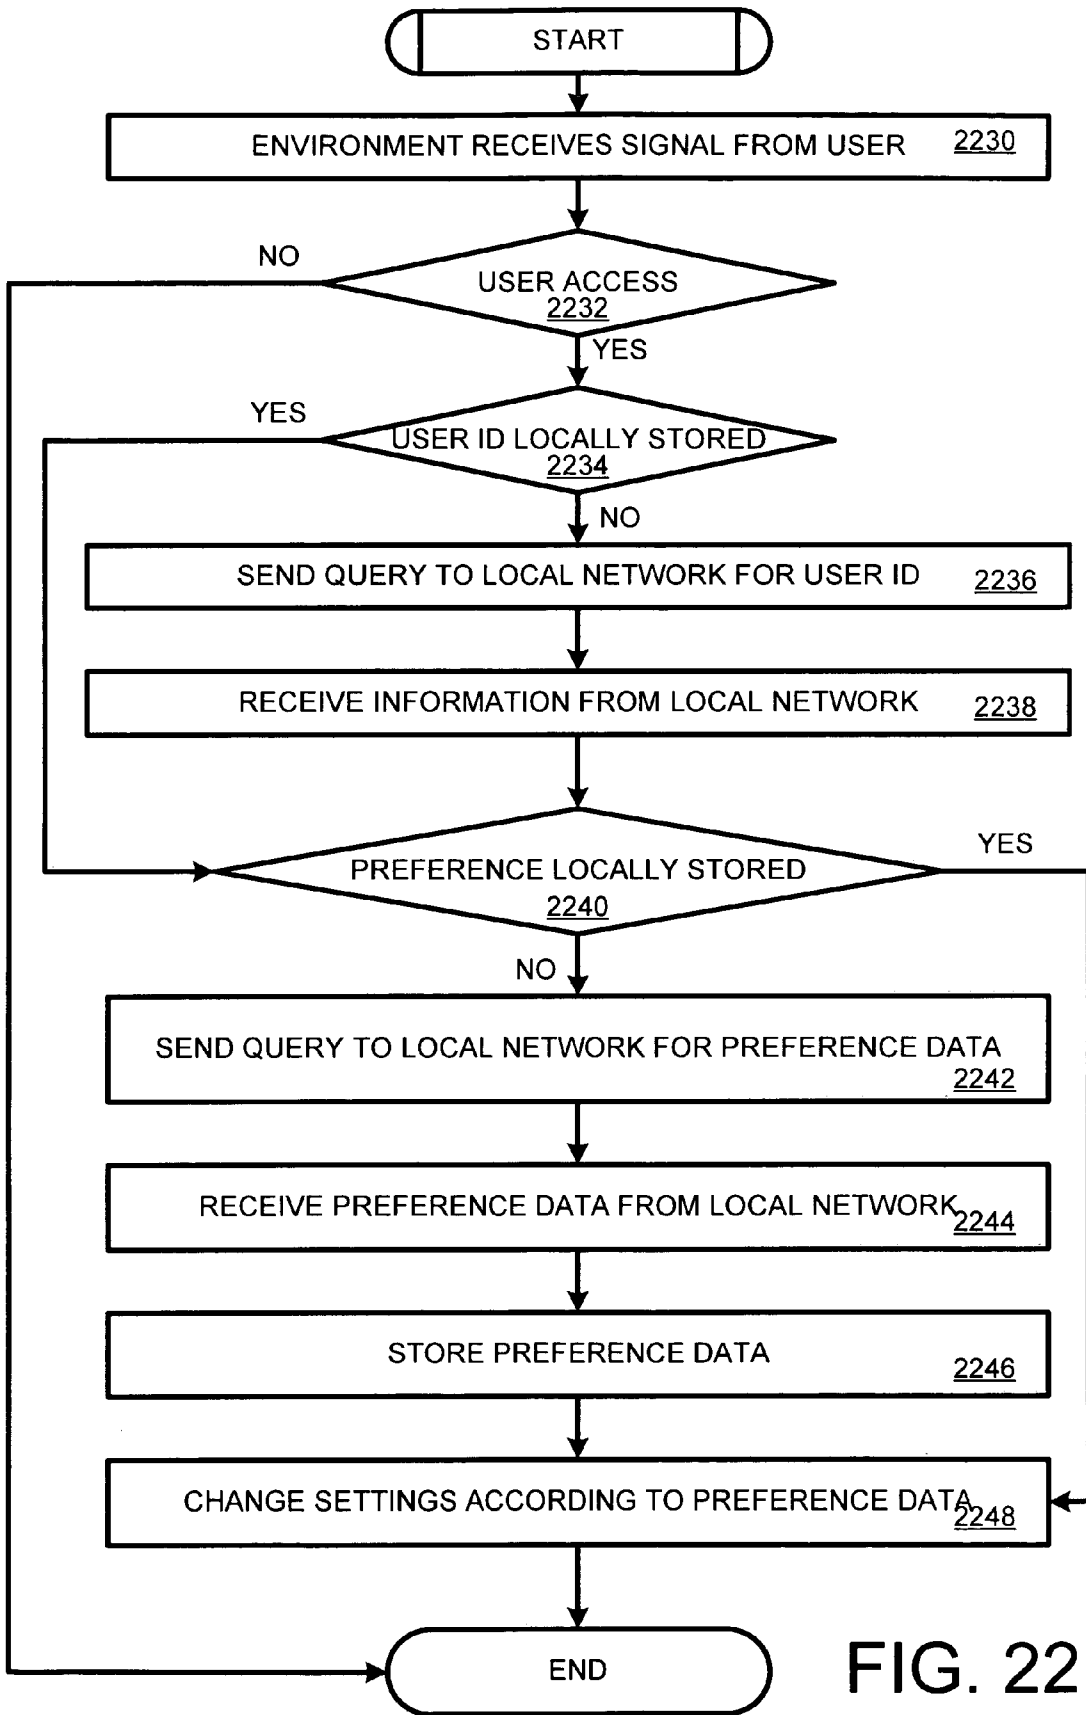 START
ENVIRONMENT RECEIVES SIGNAL FROM USER 2230
NO
USER ACCESS
2232
YES
YES
USER ID LOCALLY STORED
2234
NO
SEND QUERY TO LOCAL NETWORK FOR USER ID 2236
RECEIVE INFORMATION FROM LOCAL NETWORK 2238
YES
PREFERENCE LOCALLY STORED
2240
NO
SEND QUERY TO LOCAL NETWORK FOR PREFERENCE DATA
2242
RECEIVE PREFERENCE DATA FROM LOCAL NETWORK 2244
STORE PREFERENCE DATA 2246
CHANGE SETTINGS ACCORDING TO PREFERENCE DATA 2248
END
FIG. 22